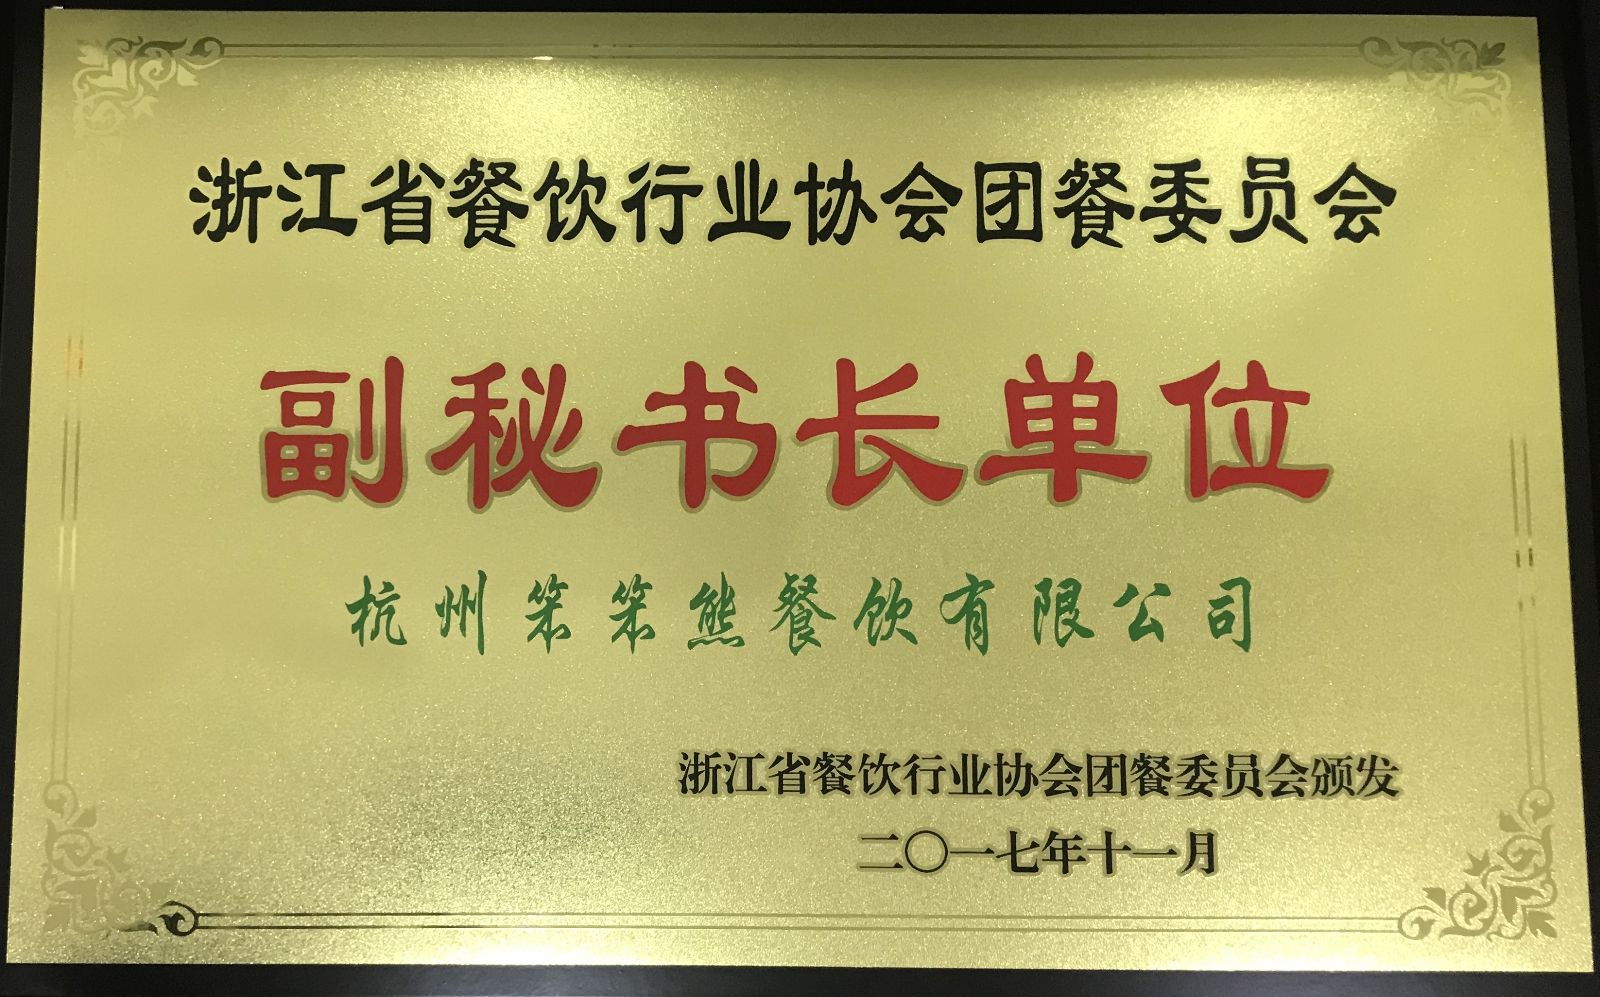 浙江省餐饮行业协会团餐委员会
副秘书长单位
杭州笨笨熊餐饮有限公司
浙江省餐饮行业协会团餐委员会颁发
二〇一七年十一月